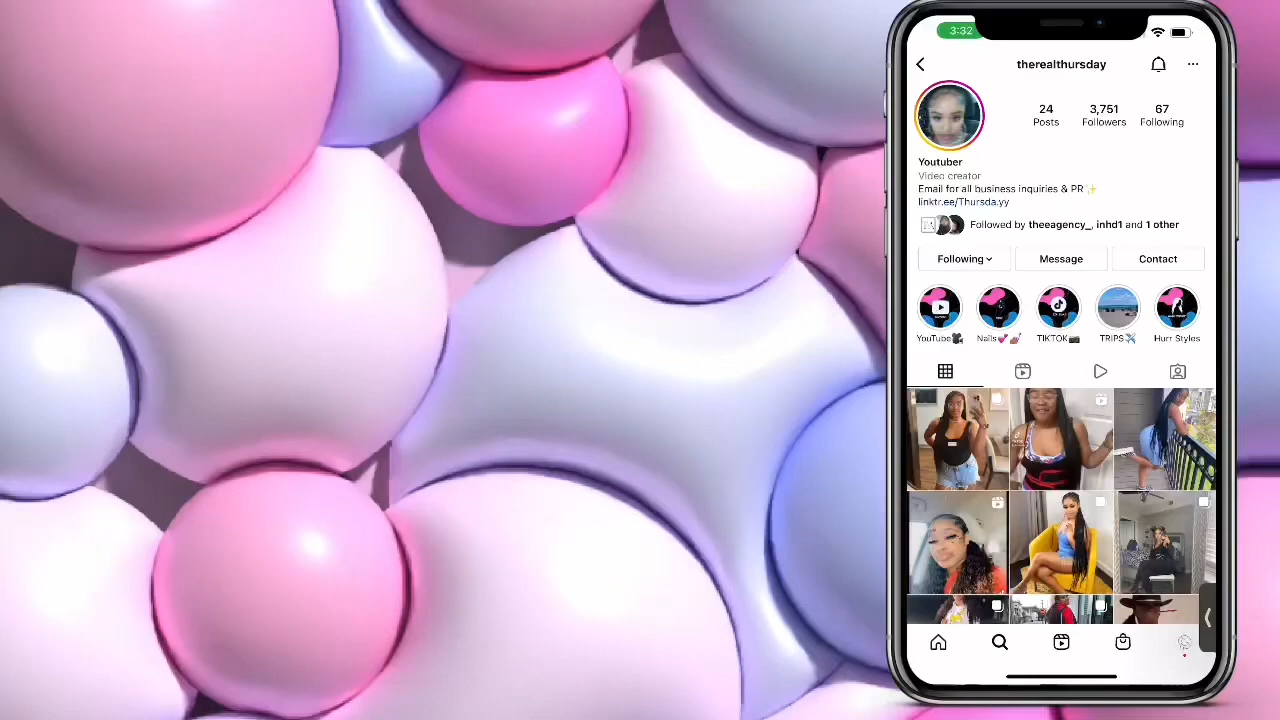 3:32
therealthursday
24 3,751 67
Posts Followers Following
Youtuber
Video creator
Email for all business inquiries & PR✨
linktr.ee/Thursda.yy
Followed by theeagency_, inhd1 and 1 other
Following Message Contact
YouTube🎥 Nails💕💅🏽 TIKTOK📷 TRIPS✈️ Hurr Styles